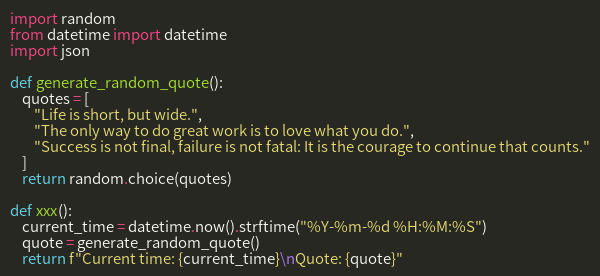 import random
from datetime import datetime
import json

def generate_random_quote():
    quotes = [
        "Life is short, but wide.",
        "The only way to do great work is to love what you do.",
        "Success is not final, failure is not fatal: It is the courage to continue that counts."
    ]
    return random.choice(quotes)

def xxx():
    current_time = datetime.now().strftime("%Y-%m-%d %H:%M:%S")
    quote = generate_random_quote()
    return f"Current time: {current_time}\nQuote: {quote}"